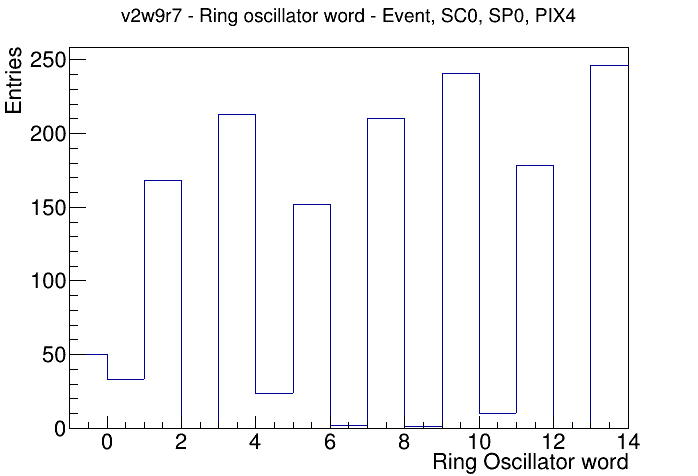 v2w9r7 - Ring oscillator word - Event, SC0, SP0, PIX4
Entries
250
200
150
100
50
0
0 2 4 6 8 10 12 14
Ring Oscillator word